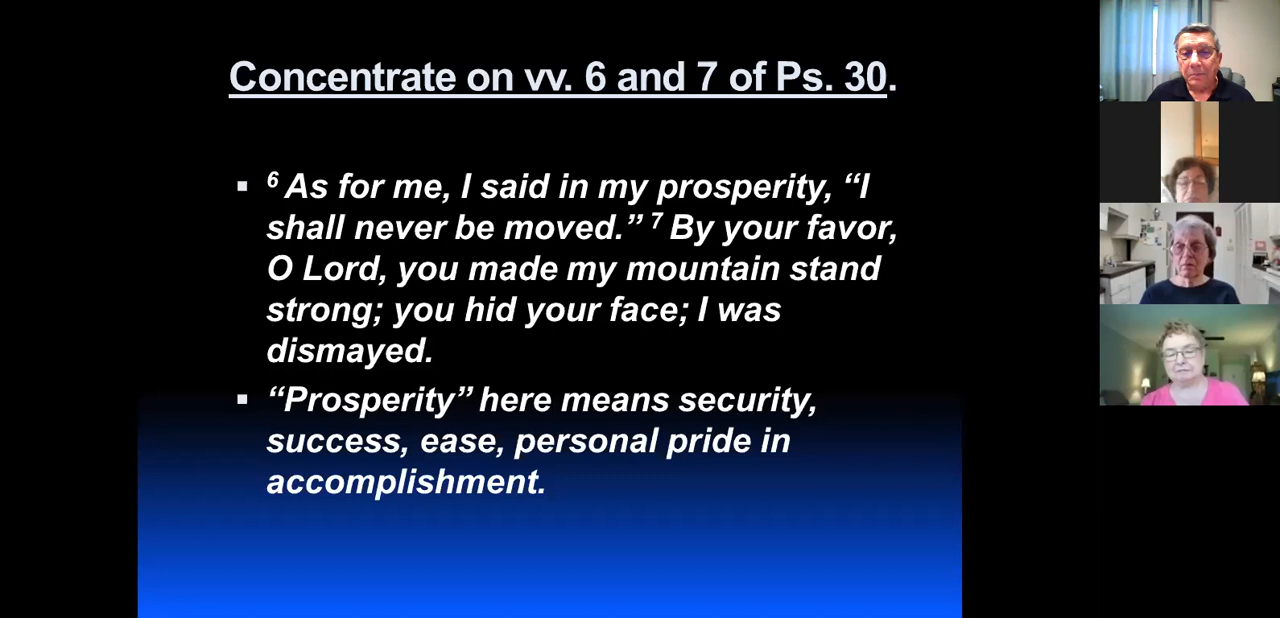 Concentrate on vv. 6 and 7 of Ps. 30.
▪ ⁶ As for me, I said in my prosperity, “I
shall never be moved.” ⁷ By your favor,
O Lord, you made my mountain stand
strong; you hid your face; I was
dismayed.
▪ “Prosperity” here means security,
success, ease, personal pride in
accomplishment.